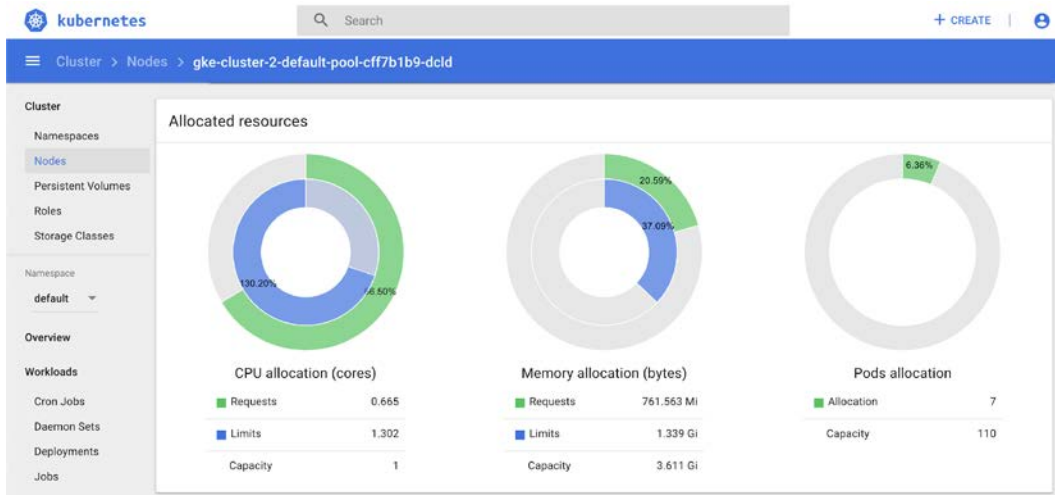 kubernetes
Search
+ CREATE
Cluster > Nodes > gke-cluster-2-default-pool-cff7b1b9-dcld
Cluster
Namespaces
Nodes
Persistent Volumes
Roles
Storage Classes
Namespace
default
Overview
Workloads
Cron Jobs
Daemon Sets
Deployments
Jobs
Allocated resources
130.20%
66.50%
CPU allocation (cores)
Requests 0.665
Limits 1.302
Capacity 1
20.59%
37.09%
Memory allocation (bytes)
Requests 761.563 Mi
Limits 1.339 Gi
Capacity 3.611 Gi
6.36%
Pods allocation
Allocation 7
Capacity 110